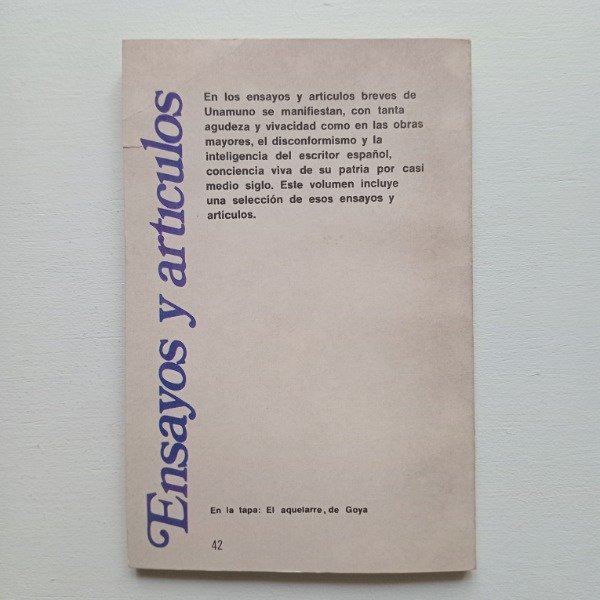 Ensayos y artículos
En los ensayos y artículos breves de
Unamuno se manifiestan, con tanta
agudeza y vivacidad como en las obras
mayores, el disconformismo y la
inteligencia del escritor español,
conciencia viva de su patria por casi
medio siglo. Este volumen incluye
una selección de esos ensayos y
artículos.
En la tapa: El aquelarre, de Goya
42